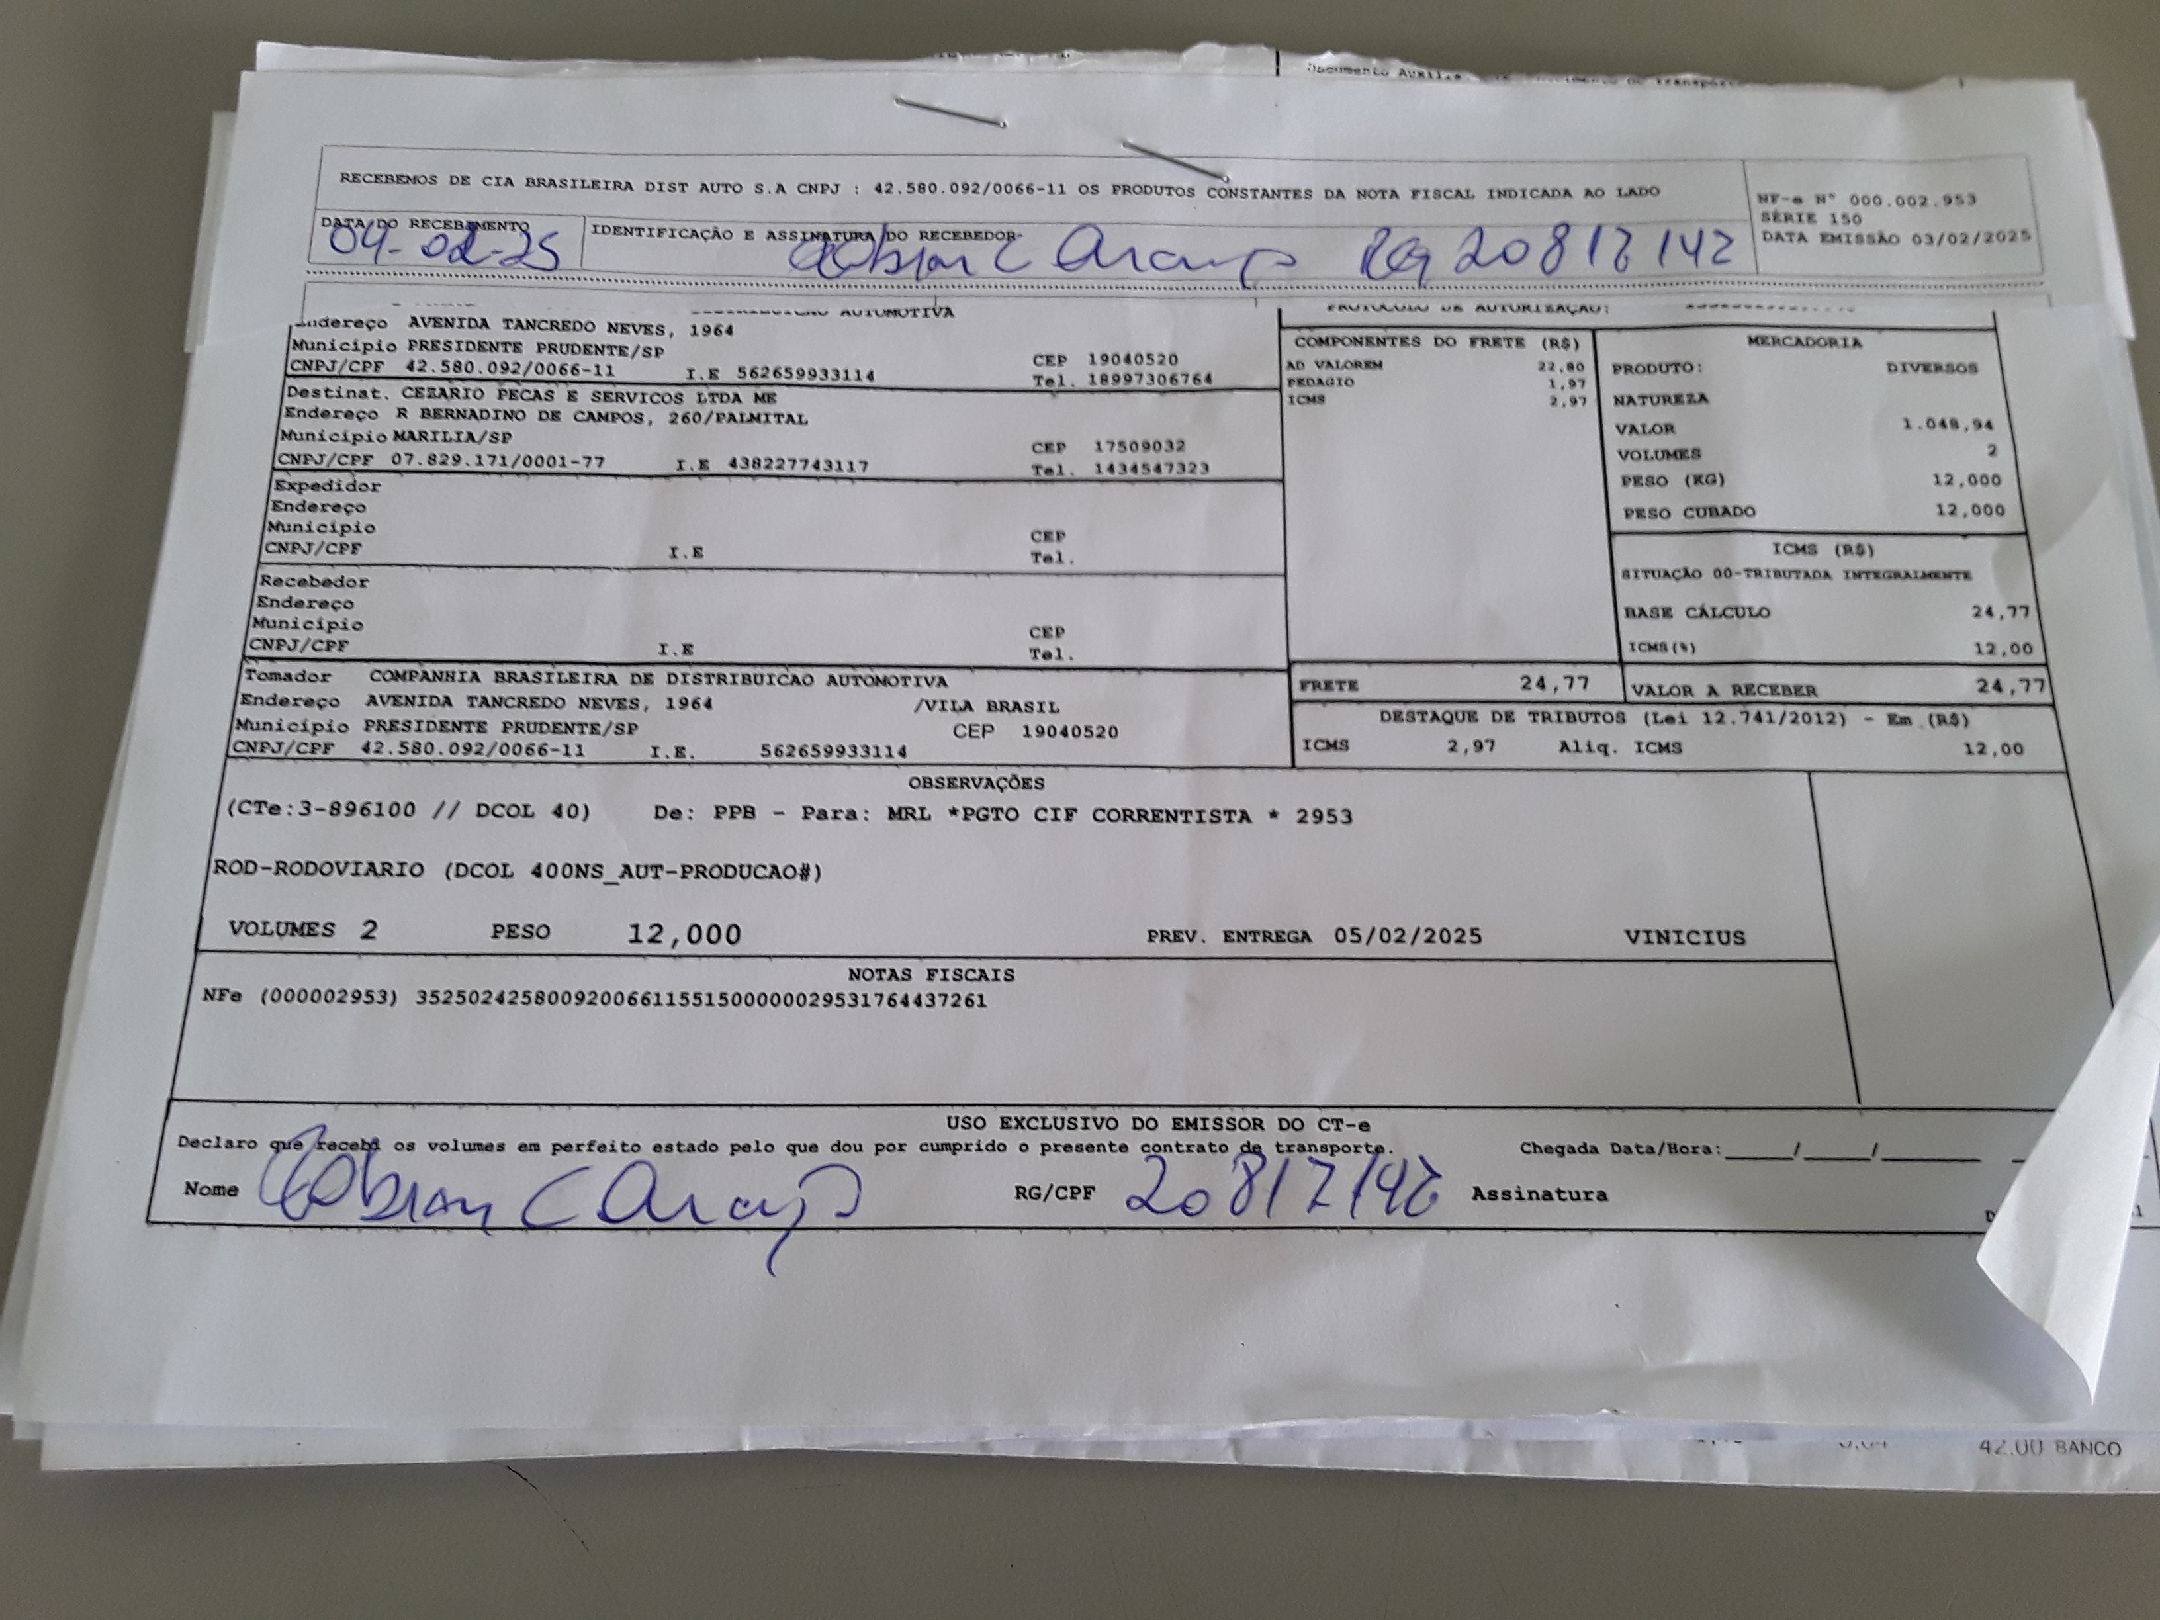 RECEBEMOS DE CIA BRASILEIRA DIST AUTO S.A CNPJ : 42.580.092/0066-11 OS PRODUTOS CONSTANTES DA NOTA FISCAL INDICADA AO LADO
NF-e N° 000.002.953
SÉRIE 150
DATA EMISSÃO 03/02/2025
DATA DO RECEBIMENTO
04-02-25
IDENTIFICAÇÃO E ASSINATURA DO RECEBEDOR
AUTOMOTIVA
Endereço AVENIDA TANCREDO NEVES, 1964
Município PRESIDENTE PRUDENTE/SP CEP 19040520
CNPJ/CPF 42.580.092/0066-11 I.E 562659933114 Tel. 18997306764
Destinat. CEZARIO PECAS E SERVICOS LTDA ME
Endereço R BERNADINO DE CAMPOS, 260/PALMITAL
Município MARILIA/SP CEP 17509032
CNPJ/CPF 07.829.171/0001-77 I.E 438227743117 Tel. 1434547323
Expedidor
Endereço
Município CEP
CNPJ/CPF I.E Tel.
Recebedor
Endereço
Município CEP
CNPJ/CPF I.E Tel.
Tomador COMPANHIA BRASILEIRA DE DISTRIBUICAO AUTOMOTIVA
Endereço AVENIDA TANCREDO NEVES, 1964 /VILA BRASIL
Município PRESIDENTE PRUDENTE/SP CEP 19040520
CNPJ/CPF 42.580.092/0066-11 I.E. 562659933114
PROTOCOLO DE AUTORIZAÇÃO:
COMPONENTES DO FRETE (R$)
AD VALOREM 22,80
PEDAGIO 1,97
ICMS 2,97
MERCADORIA
PRODUTO: DIVERSOS
NATUREZA
VALOR 1.048,94
VOLUMES 2
PESO (KG) 12,000
PESO CUBADO 12,000
ICMS (R$)
SITUAÇÃO 00-TRIBUTADA INTEGRALMENTE
BASE CÁLCULO 24,77
ICMS(%) 12,00
FRETE 24,77
VALOR A RECEBER 24,77
DESTAQUE DE TRIBUTOS (Lei 12.741/2012) - Em (R$)
ICMS 2,97 Aliq. ICMS 12,00
OBSERVAÇÕES
(CTe:3-896100 // DCOL 40) De: PPB - Para: MRL *PGTO CIF CORRENTISTA * 2953
ROD-RODOVIARIO (DCOL 400NS_AUT-PRODUCAO#)
VOLUMES 2 PESO 12,000 PREV. ENTREGA 05/02/2025 VINICIUS
NOTAS FISCAIS
NFe (000002953) 35250242580092006611551500000029531764437261
USO EXCLUSIVO DO EMISSOR DO CT-e
Declaro que recebi os volumes em perfeito estado pelo que dou por cumprido o presente contrato de transporte. Chegada Data/Hora:_____/_____/_______
Nome RG/CPF Assinatura
42.00 BANCO